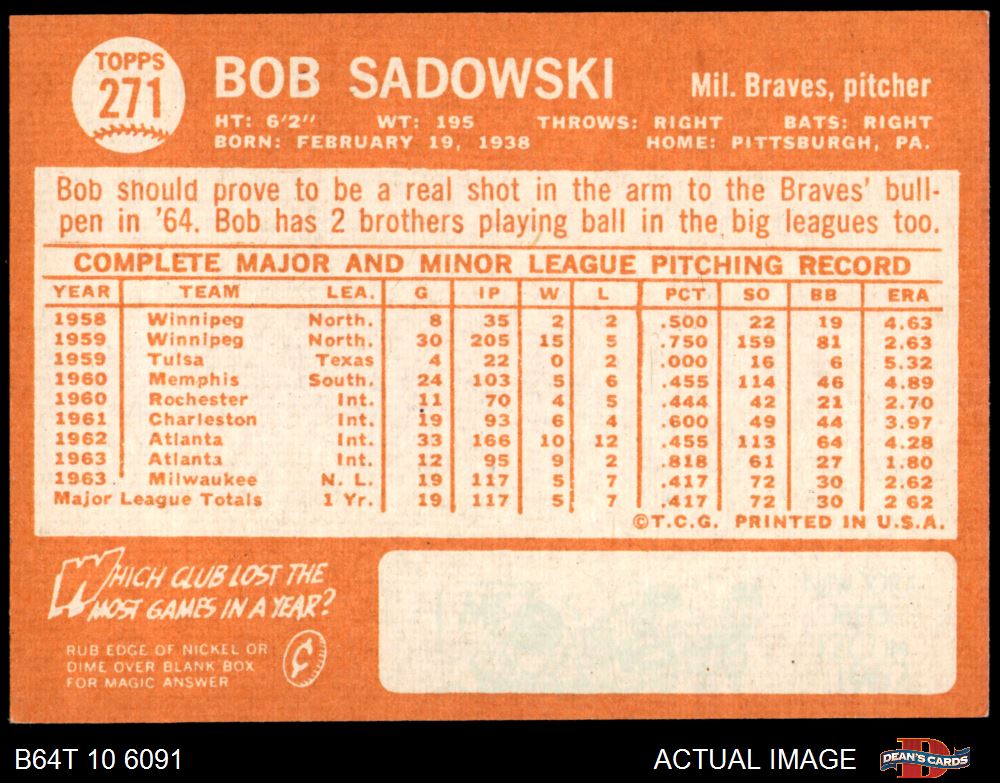 TOPPS
271
BOB SADOWSKI
Mil. Braves, pitcher
HT: 6'2" WT: 195 THROWS: RIGHT BATS: RIGHT
BORN: FEBRUARY 19, 1938 HOME: PITTSBURGH, PA.
Bob should prove to be a real shot in the arm to the Braves' bull-
pen in '64. Bob has 2 brothers playing ball in the big leagues too.
COMPLETE MAJOR AND MINOR LEAGUE PITCHING RECORD
YEAR TEAM LEA. G IP W L PCT SO BB ERA
1958 Winnipeg North. 8 35 2 2 .500 22 19 4.63
1959 Winnipeg North. 30 205 15 5 .750 159 81 2.63
1959 Tulsa Texas 4 22 0 2 .000 16 6 5.32
1960 Memphis South. 24 103 5 6 .455 114 46 4.89
1960 Rochester Int. 11 70 4 5 .444 42 21 2.70
1961 Charleston Int. 19 93 6 4 .600 49 44 3.97
1962 Atlanta Int. 33 166 10 12 .455 113 64 4.28
1963 Atlanta Int. 12 95 9 2 .818 61 27 1.80
1963 Milwaukee N. L. 19 117 5 7 .417 72 30 2.62
Major League Totals 1 Yr. 19 117 5 7 .417 72 30 2.62
©T.C.G. PRINTED IN U.S.A.
WHICH CLUB LOST THE
MOST GAMES IN A YEAR?
RUB EDGE OF NICKEL OR
DIME OVER BLANK BOX
FOR MAGIC ANSWER
¢
B64T 10 6091
ACTUAL IMAGE
DEAN'S CARDS